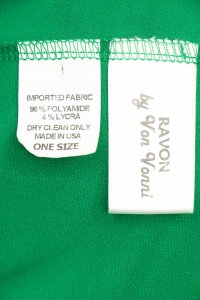 IMPORTED FABRIC
96 % POLYAMIDE
4 % LYCRA
DRY CLEAN ONLY
MADE IN USA
ONE SIZE
RAVON
by Von Vonni